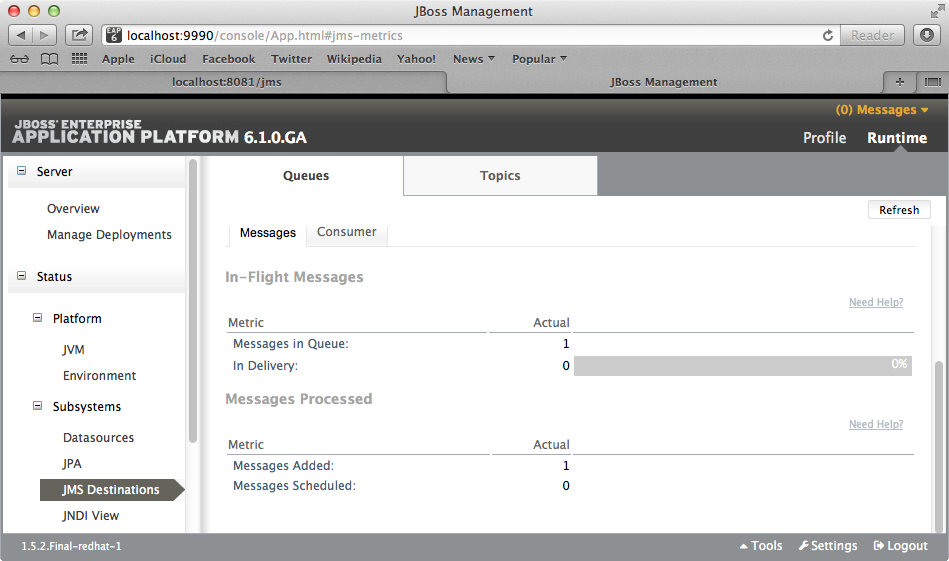 JBoss Management
EAP 6 localhost:9990/console/App.html#jms-metrics Reader
Apple iCloud Facebook Twitter Wikipedia Yahoo! News Popular
localhost:8081/jms JBoss Management
(0) Messages
JBOSS® ENTERPRISE
APPLICATION PLATFORM 6.1.0.GA
Profile Runtime
Server
Overview
Manage Deployments
Status
Platform
JVM
Environment
Subsystems
Datasources
JPA
JMS Destinations
JNDI View
Queues Topics
Refresh
Messages Consumer
In-Flight Messages
Need Help?
Metric Actual
Messages in Queue: 1
In Delivery: 0 0%
Messages Processed
Need Help?
Metric Actual
Messages Added: 1
Messages Scheduled: 0
1.5.2.Final-redhat-1 Tools Settings Logout